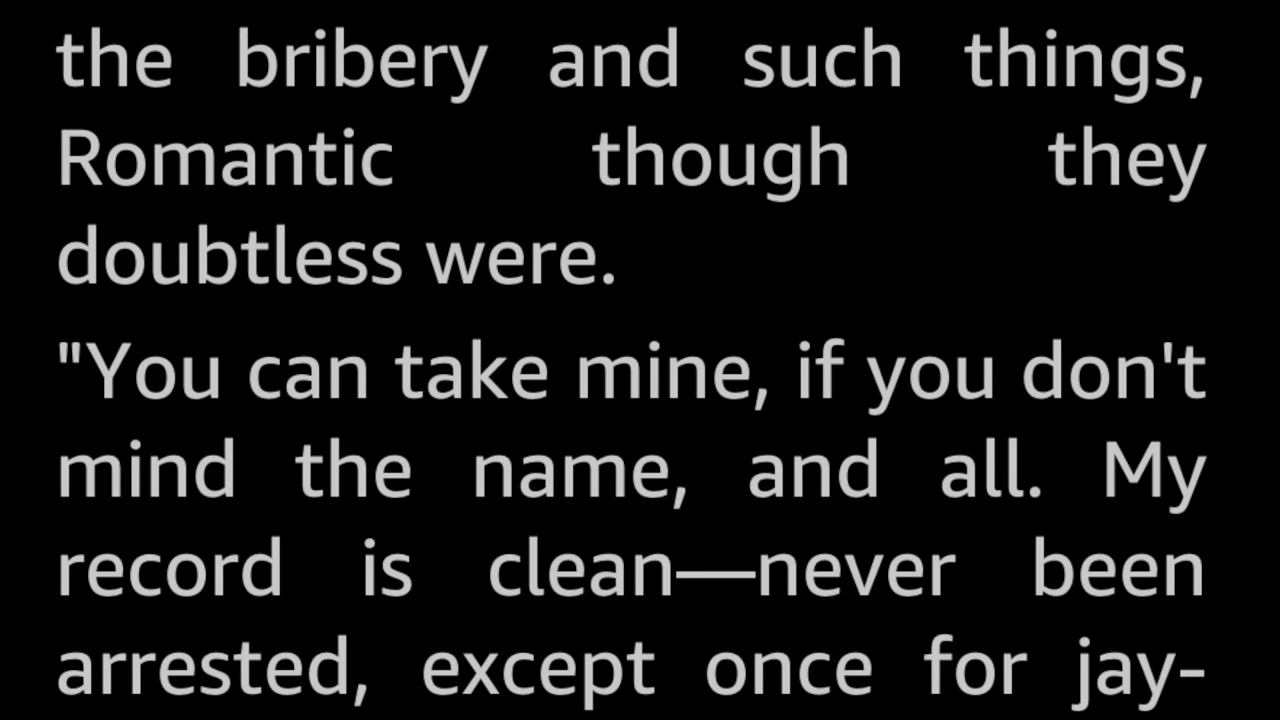 the bribery and such things,
Romantic though they
doubtless were.
"You can take mine, if you don't
mind the name, and all. My
record is clean—never been
arrested, except once for jay-